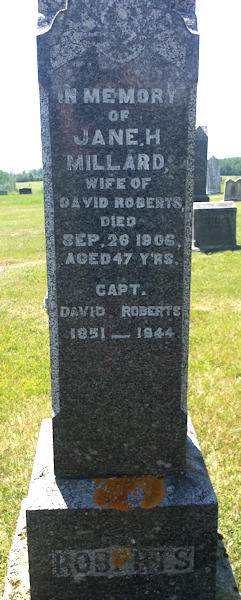 IN MEMORY
OF
JANE. H
MILLARD,
WIFE OF
DAVID ROBERTS
DIED
SEP. 26 1906,
AGED 47 Y'RS.
CAPT.
DAVID ROBERTS
1851 — 1944
ROBERTS